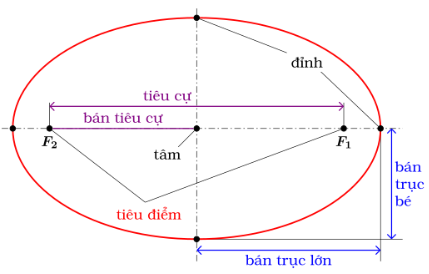 đỉnh
tiêu cự
bán tiêu cự
F₂
F₁
tâm
bán
trục
bé
tiêu điểm
bán trục lớn